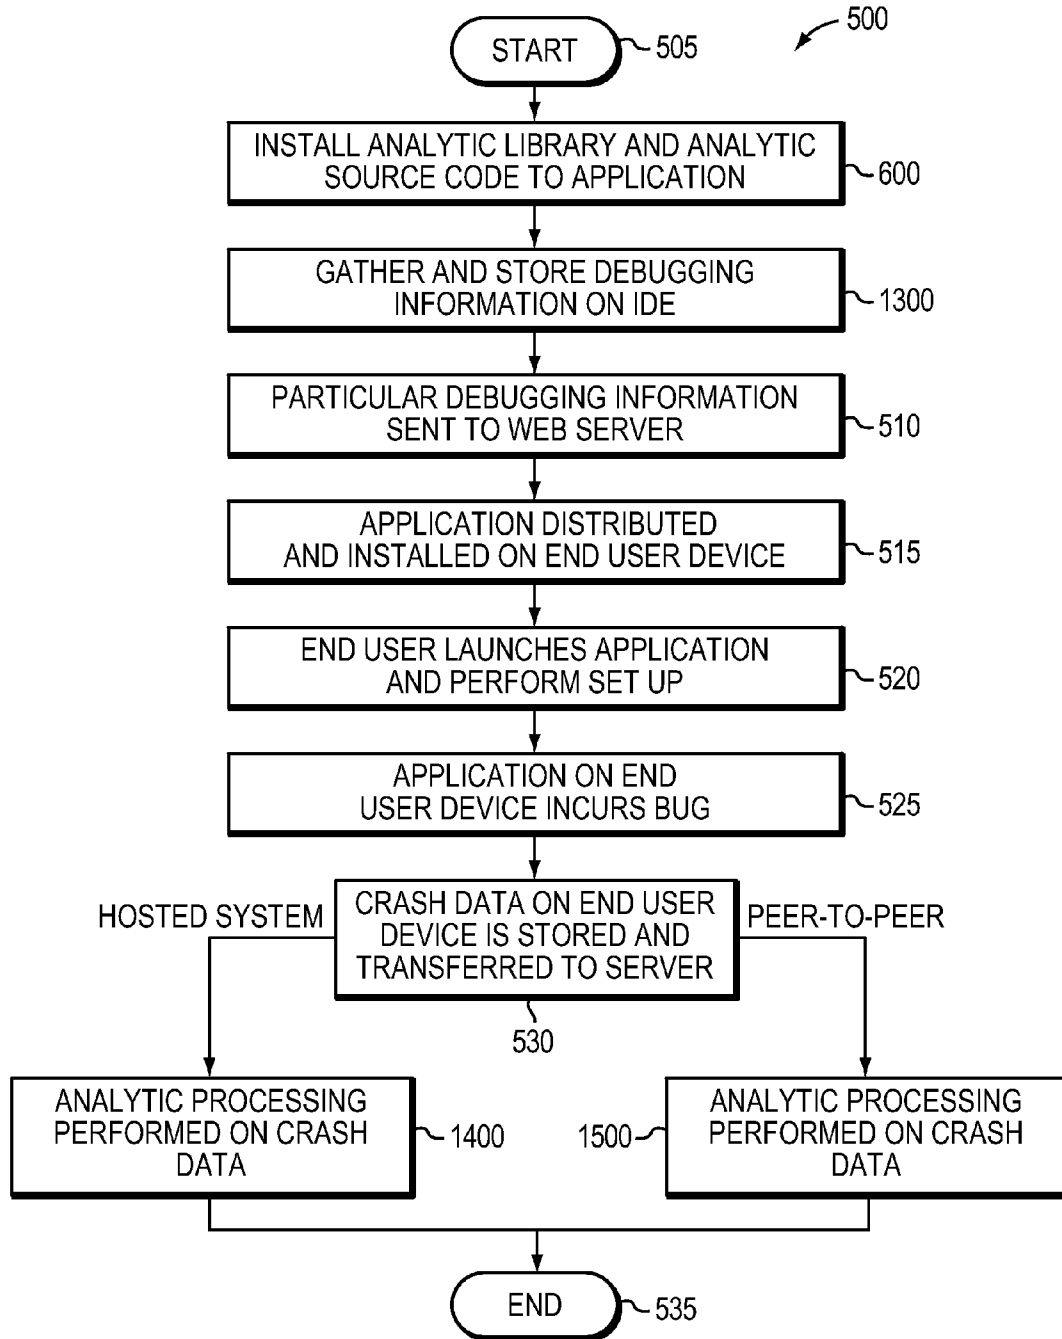 500
START
505
INSTALL ANALYTIC LIBRARY AND ANALYTIC
SOURCE CODE TO APPLICATION
600
GATHER AND STORE DEBUGGING
INFORMATION ON IDE
1300
PARTICULAR DEBUGGING INFORMATION
SENT TO WEB SERVER
510
APPLICATION DISTRIBUTED
AND INSTALLED ON END USER DEVICE
515
END USER LAUNCHES APPLICATION
AND PERFORM SET UP
520
APPLICATION ON END
USER DEVICE INCURS BUG
525
HOSTED SYSTEM
CRASH DATA ON END USER
DEVICE IS STORED AND
TRANSFERRED TO SERVER
PEER-TO-PEER
530
ANALYTIC PROCESSING
PERFORMED ON CRASH
DATA
1400
1500
ANALYTIC PROCESSING
PERFORMED ON CRASH
DATA
END
535